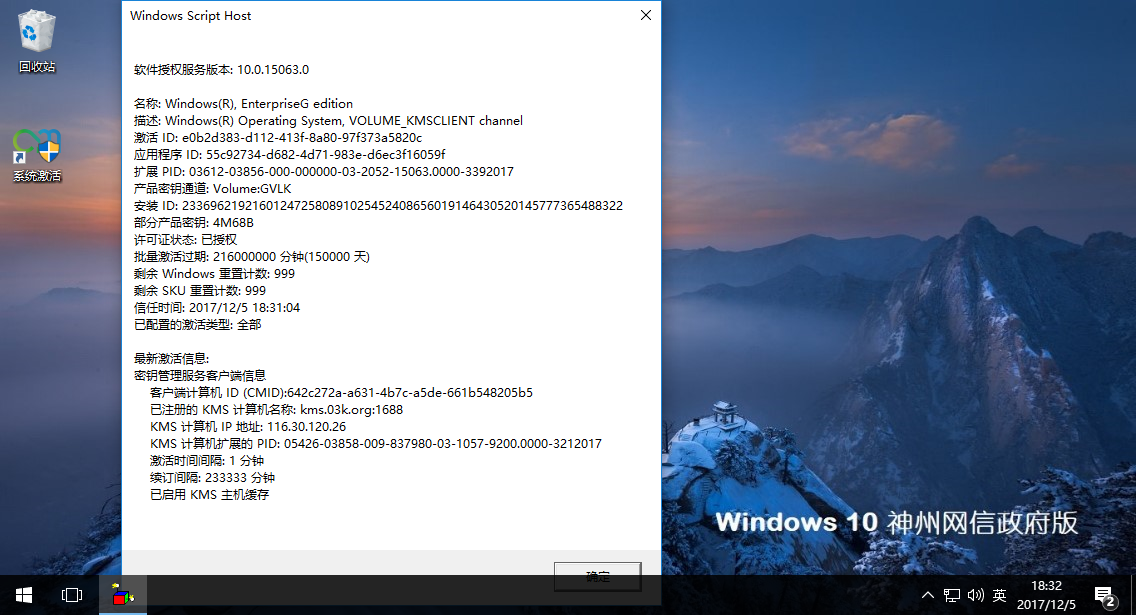 回收站
系统激活
Windows Script Host
软件授权服务版本: 10.0.15063.0
名称: Windows(R), EnterpriseG edition
描述: Windows(R) Operating System, VOLUME_KMSCLIENT channel
激活 ID: e0b2d383-d112-413f-8a80-97f373a5820c
应用程序 ID: 55c92734-d682-4d71-983e-d6ec3f16059f
扩展 PID: 03612-03856-000-000000-03-2052-15063.0000-3392017
产品密钥通道: Volume:GVLK
安装 ID: 233696219216012472580891025452408656019146430520145777365488322
部分产品密钥: 4M68B
许可证状态: 已授权
批量激活过期: 216000000 分钟(150000 天)
剩余 Windows 重置计数: 999
剩余 SKU 重置计数: 999
信任时间: 2017/12/5 18:31:04
已配置的激活类型: 全部
最新激活信息:
密钥管理服务客户端信息
客户端计算机 ID (CMID):642c272a-a631-4b7c-a5de-661b548205b5
已注册的 KMS 计算机名称: kms.03k.org:1688
KMS 计算机 IP 地址: 116.30.120.26
KMS 计算机扩展的 PID: 05426-03858-009-837980-03-1057-9200.0000-3212017
激活时间间隔: 1 分钟
续订间隔: 233333 分钟
已启用 KMS 主机缓存
确定
Windows 10 神州网信政府版
英
18:32
2017/12/5
2